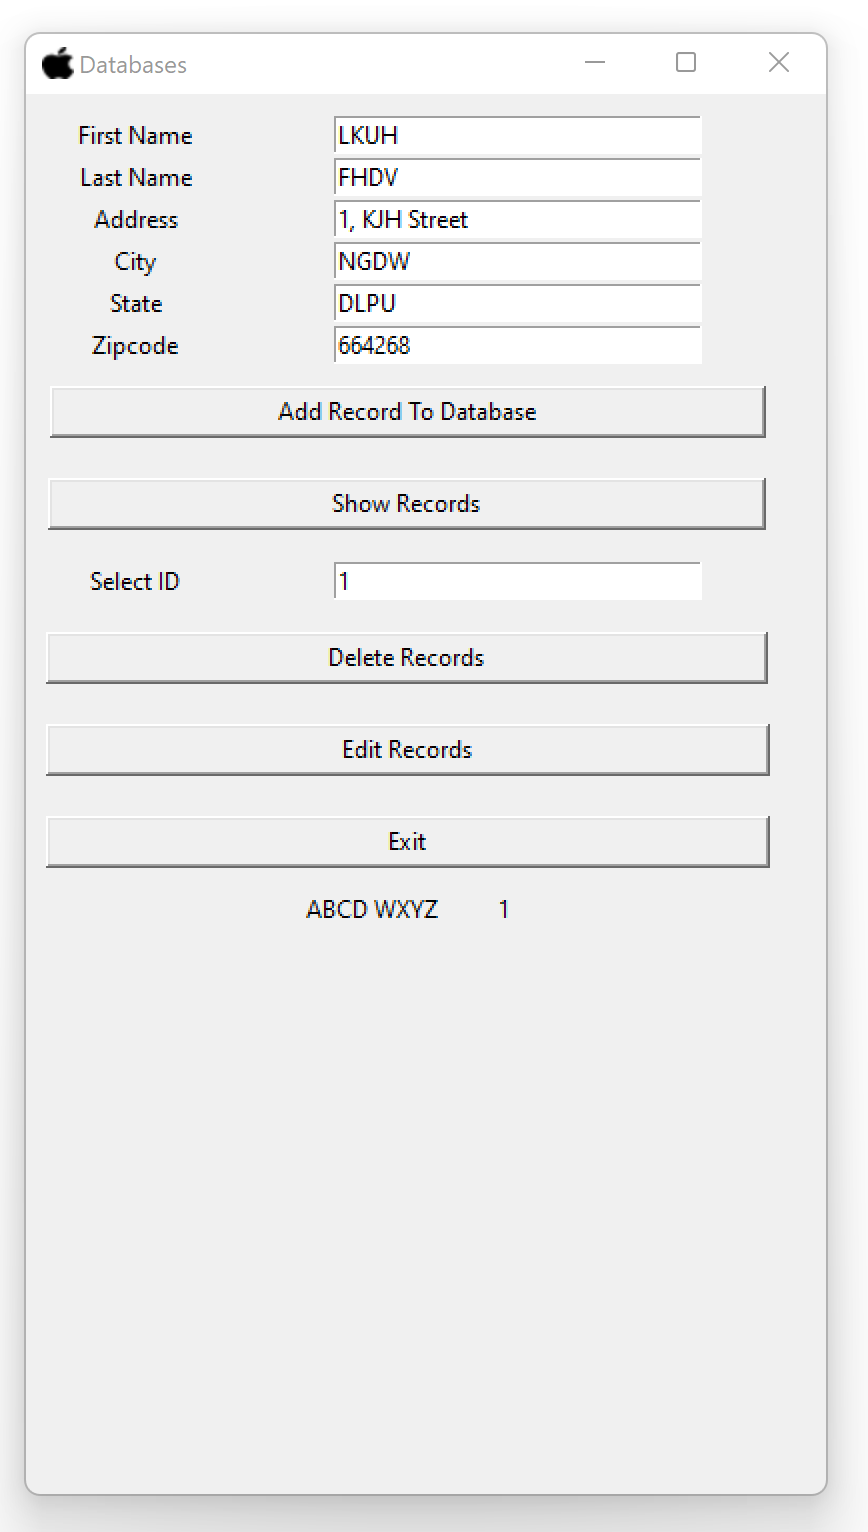 Databases
First Name LKUH
Last Name FHDV
Address 1, KJH Street
City NGDW
State DLPU
Zipcode 664268
Add Record To Database
Show Records
Select ID 1
Delete Records
Edit Records
Exit
ABCD WXYZ 1